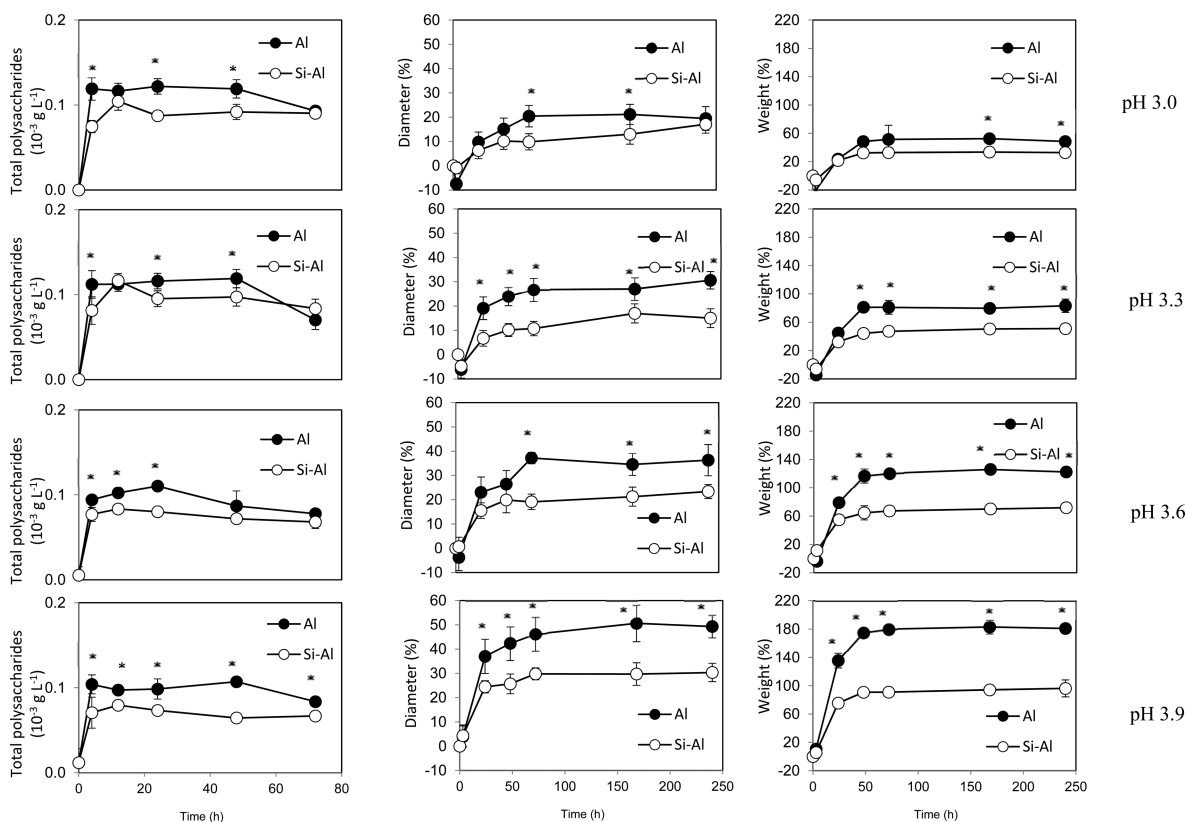 Total polysaccharides
(10⁻³ g L⁻¹)
0.2
0.1
0.0
Al
Si-Al
*
*
*
Diameter (%)
60
50
40
30
20
10
0
-10
Al
Si-Al
*
*
Weight (%)
220
180
140
100
60
20
-20
Al
Si-Al
*
*
pH 3.0
Total polysaccharides
(10⁻³ g L⁻¹)
0.2
0.1
0.0
Al
Si-Al
*
*
*
Diameter (%)
60
50
40
30
20
10
0
-10
Al
Si-Al
*
*
*
*
*
Weight (%)
220
180
140
100
60
20
-20
Al
Si-Al
*
*
*
*
pH 3.3
Total polysaccharides
(10⁻³ g L⁻¹)
0.2
0.1
0.0
Al
Si-Al
*
*
*
Diameter (%)
60
50
40
30
20
10
0
-10
Al
Si-Al
*
*
*
Weight (%)
220
180
140
100
60
20
-20
Al
Si-Al
*
*
*
*
*
pH 3.6
Total polysaccharides
(10⁻³ g L⁻¹)
0.2
0.1
0.0
Al
Si-Al
*
*
*
*
*
0
20
40
60
80
Time (h)
Diameter (%)
60
50
40
30
20
10
0
-10
Al
Si-Al
*
*
*
*
*
0
50
100
150
200
250
Time (h)
Weight (%)
220
180
140
100
60
20
-20
Al
Si-Al
*
*
*
*
*
0
50
100
150
200
250
Time (h)
pH 3.9